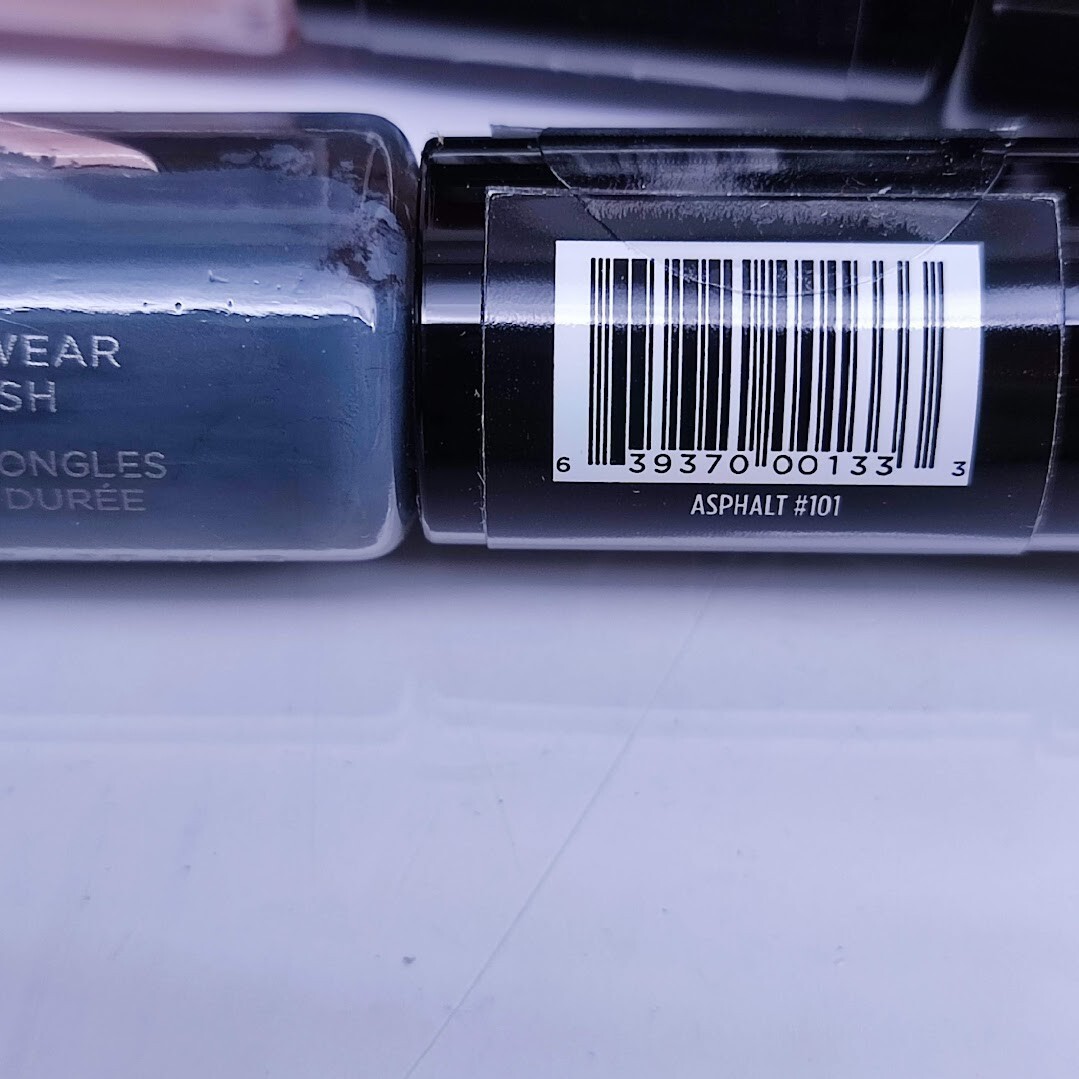 WEAR
SH
ONGLES
DURÉE
6 39370 00133 3
ASPHALT #101